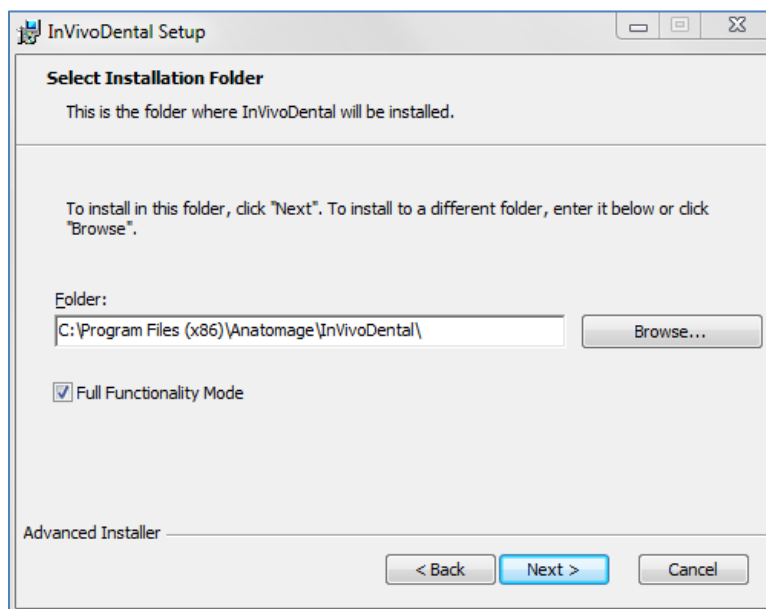 InVivoDental Setup
Select Installation Folder
This is the folder where InVivoDental will be installed.
To install in this folder, click "Next". To install to a different folder, enter it below or click
"Browse".
Folder:
C:\Program Files (x86)\Anatomage\InVivoDental\
Browse...
Full Functionality Mode
Advanced Installer
< Back
Next >
Cancel